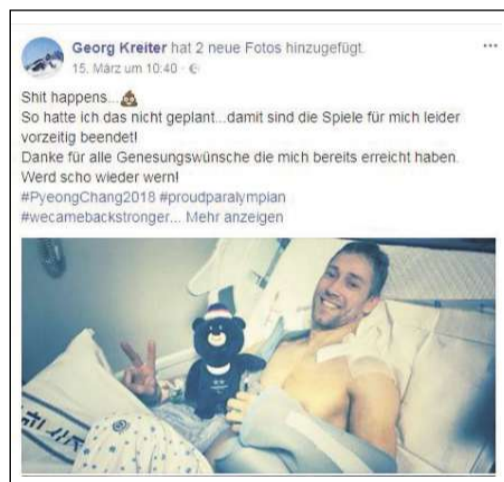 Georg Kreiter hat 2 neue Fotos hinzugefügt.
15. März um 10:40 ·
Shit happens...💩
So hatte ich das nicht geplant...damit sind die Spiele für mich leider
vorzeitig beendet!
Danke für alle Genesungswünsche die mich bereits erreicht haben.
Werd scho wieder wern!
#PyeongChang2018 #proudparalympian
#wecamebackstronger... Mehr anzeigen